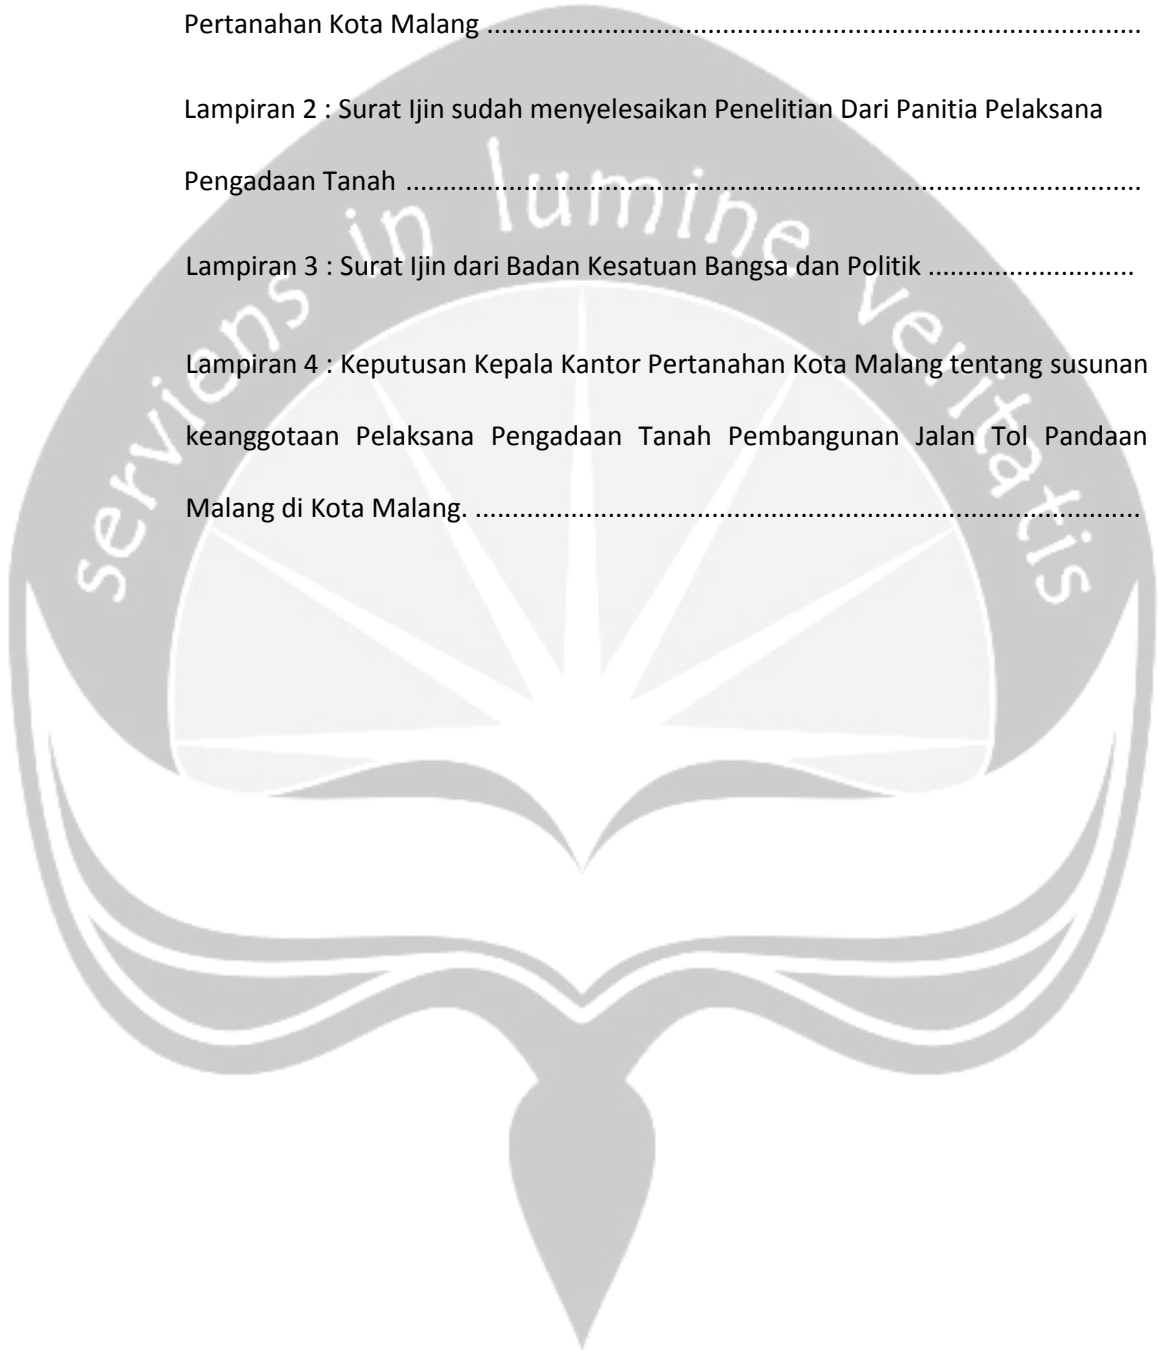 Pertanahan Kota Malang ........................................................................................
Lampiran 2 : Surat Ijin sudah menyelesaikan Penelitian Dari Panitia Pelaksana
Pengadaan Tanah ...................................................................................................
Lampiran 3 : Surat Ijin dari Badan Kesatuan Bangsa dan Politik ............................
Lampiran 4 : Keputusan Kepala Kantor Pertanahan Kota Malang tentang susunan
keanggotaan Pelaksana Pengadaan Tanah Pembangunan Jalan Tol Pandaan
Malang di Kota Malang. ..........................................................................................
serviens in lumine veritatis